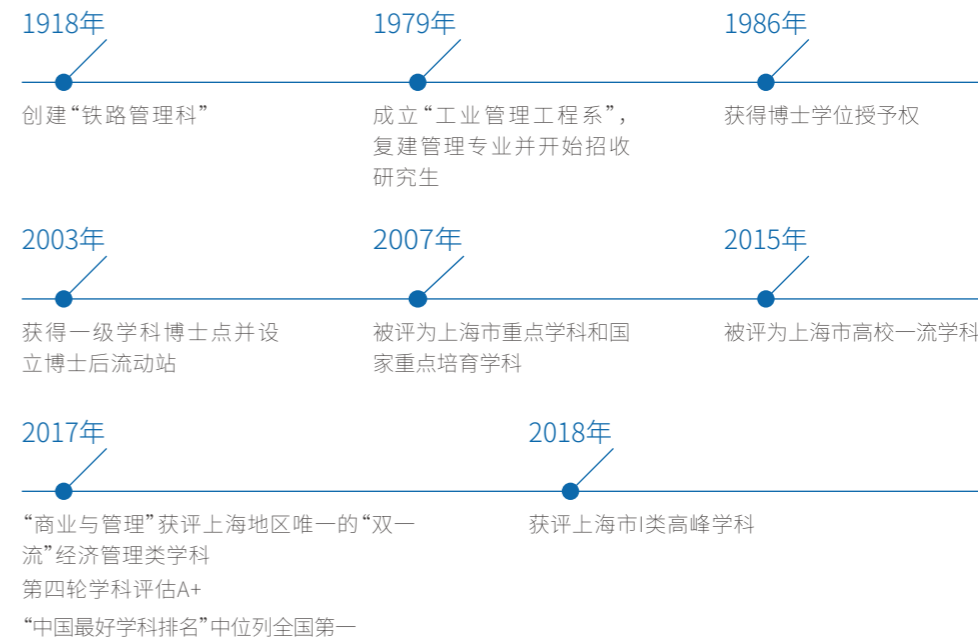 1918年
创建“铁路管理科”
1979年
成立“工业管理工程系”，
复建管理专业并开始招收
研究生
1986年
获得博士学位授予权
2003年
获得一级学科博士点并设
立博士后流动站
2007年
被评为上海市重点学科和国
家重点培育学科
2015年
被评为上海市高校一流学科
2017年
“商业与管理”获评上海地区唯一的“双一
流”经济管理类学科
第四轮学科评估A+
“中国最好学科排名”中位列全国第一
2018年
获评上海市I类高峰学科